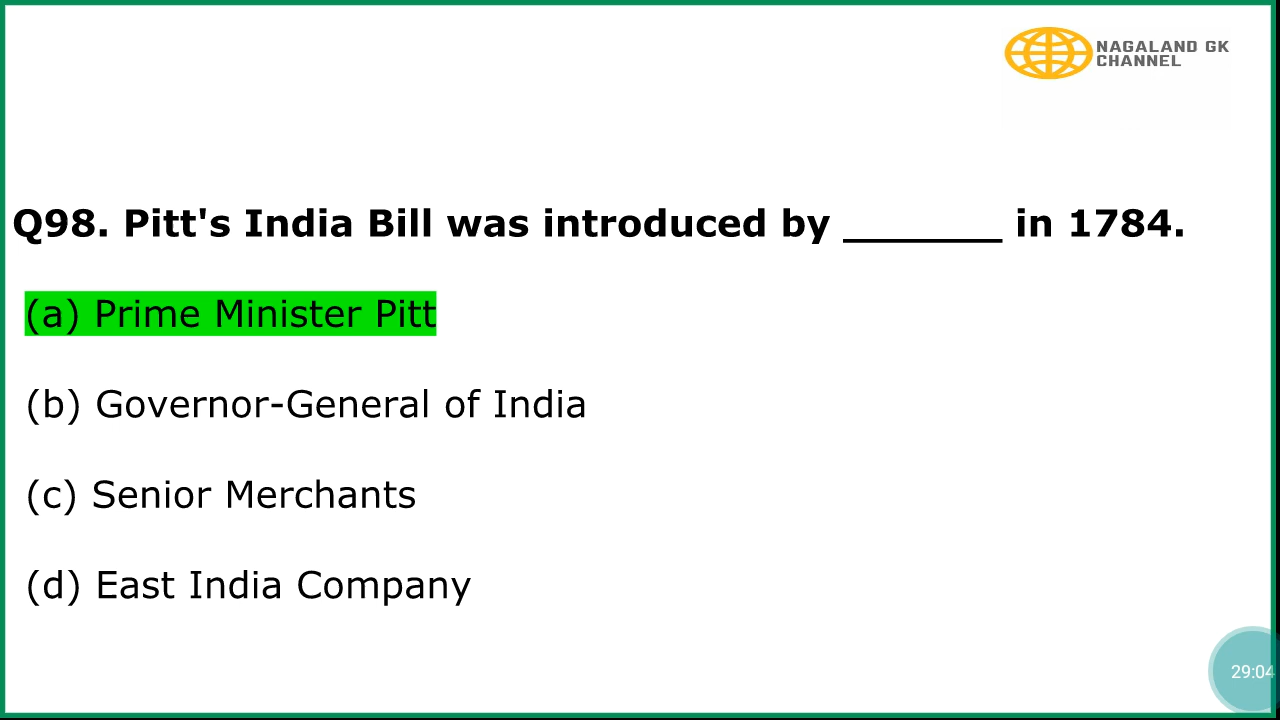 NAGALAND GK
CHANNEL
Q98. Pitt's India Bill was introduced by _______ in 1784.
(a) Prime Minister Pitt
(b) Governor-General of India
(c) Senior Merchants
(d) East India Company
29:04